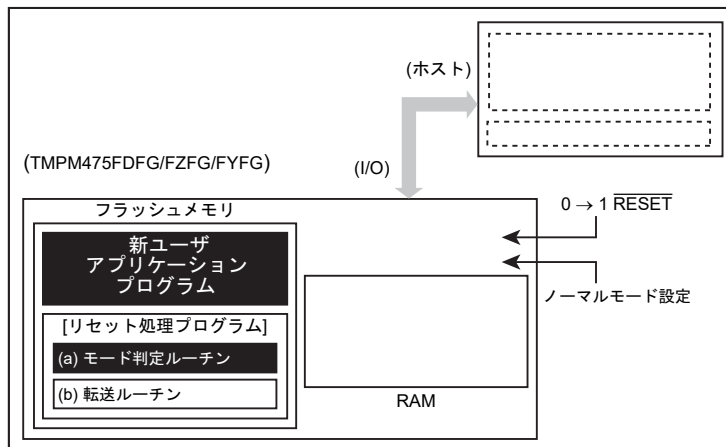 (ホスト)
(TMPM475FDFG/FZFG/FYFG)
(I/O)
フラッシュメモリ
0 → 1 RESET
新ユーザ
アプリケーション
プログラム
ノーマルモード設定
[リセット処理プログラム]
(a) モード判定ルーチン
(b) 転送ルーチン
RAM